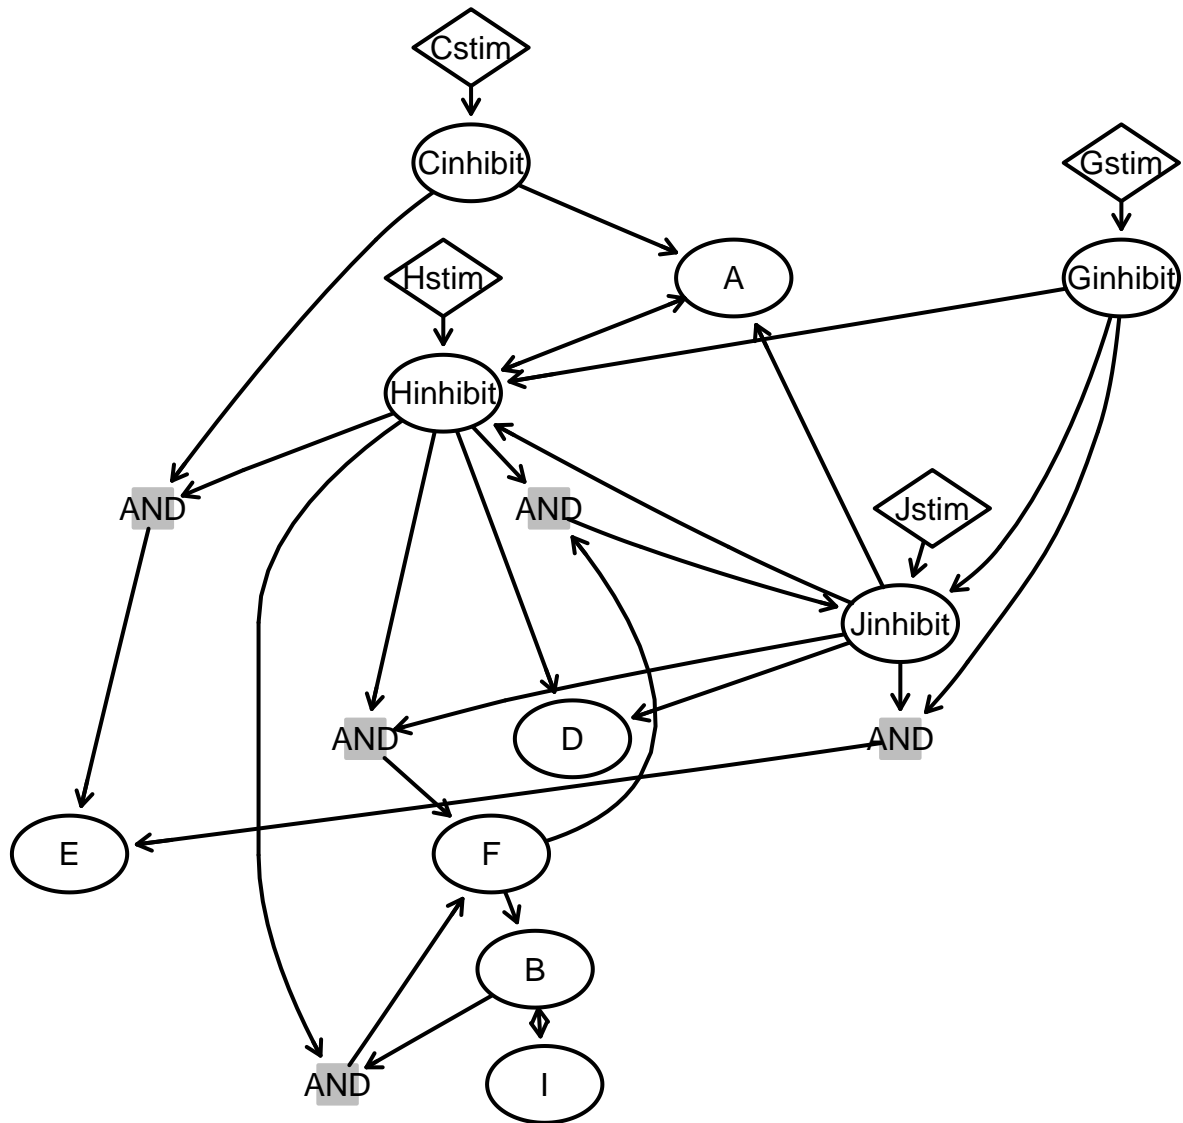 Cstim
Cinhibit
Gstim
Hstim
A
Ginhibit
Hinhibit
AND
AND
Jstim
Jinhibit
AND
D
AND
E
F
B
AND
I